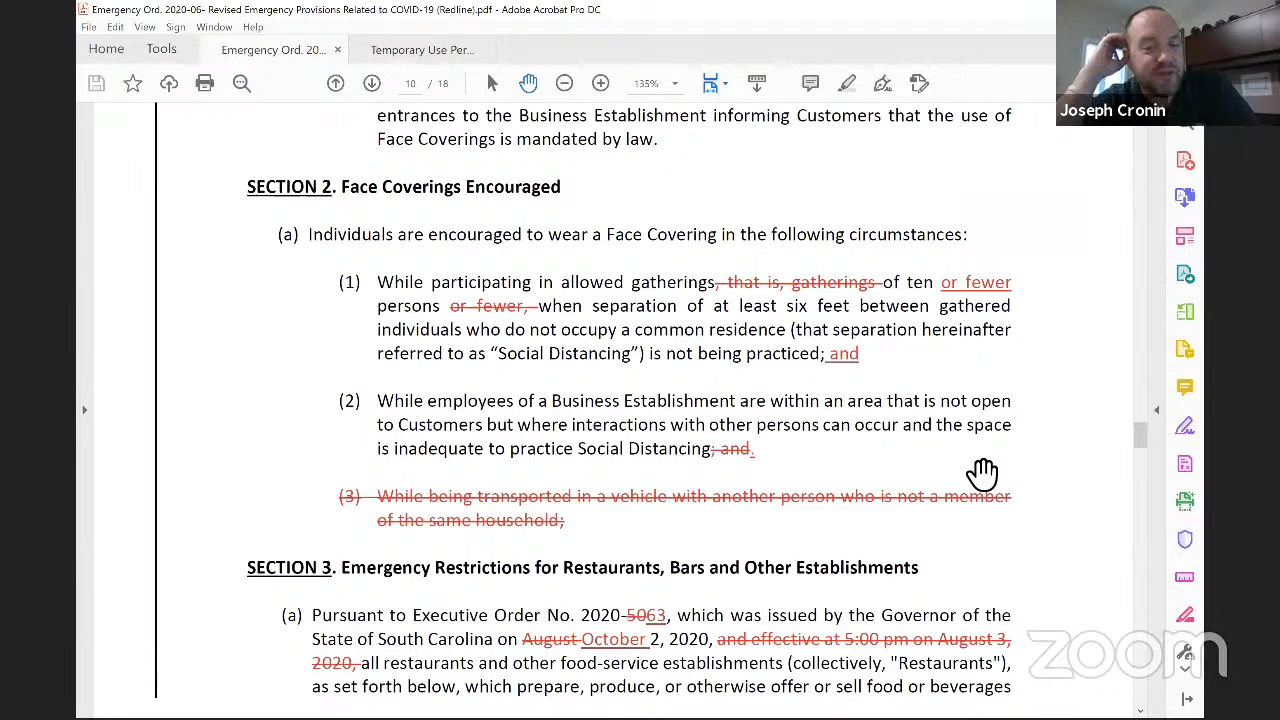 Emergency Ord. 2020-06- Revised Emergency Provisions Related to COVID-19 (Redline).pdf - Adobe Acrobat Pro DC
File Edit View Sign Window Help
Home Tools Emergency Ord. 20... × Temporary Use Per...
10 / 18 135%
Joseph Cronin
entrances to the Business Establishment informing Customers that the use of
Face Coverings is mandated by law.
SECTION 2. Face Coverings Encouraged
(a) Individuals are encouraged to wear a Face Covering in the following circumstances:
(1) While participating in allowed gatherings, that is, gatherings of ten or fewer
persons or fewer, when separation of at least six feet between gathered
individuals who do not occupy a common residence (that separation hereinafter
referred to as “Social Distancing”) is not being practiced; and
(2) While employees of a Business Establishment are within an area that is not open
to Customers but where interactions with other persons can occur and the space
is inadequate to practice Social Distancing; and.
(3) While being transported in a vehicle with another person who is not a member
of the same household;
SECTION 3. Emergency Restrictions for Restaurants, Bars and Other Establishments
(a) Pursuant to Executive Order No. 2020-5063, which was issued by the Governor of the
State of South Carolina on August October 2, 2020, and effective at 5:00 pm on August 3,
2020, all restaurants and other food-service establishments (collectively, "Restaurants"),
as set forth below, which prepare, produce, or otherwise offer or sell food or beverages
zoom